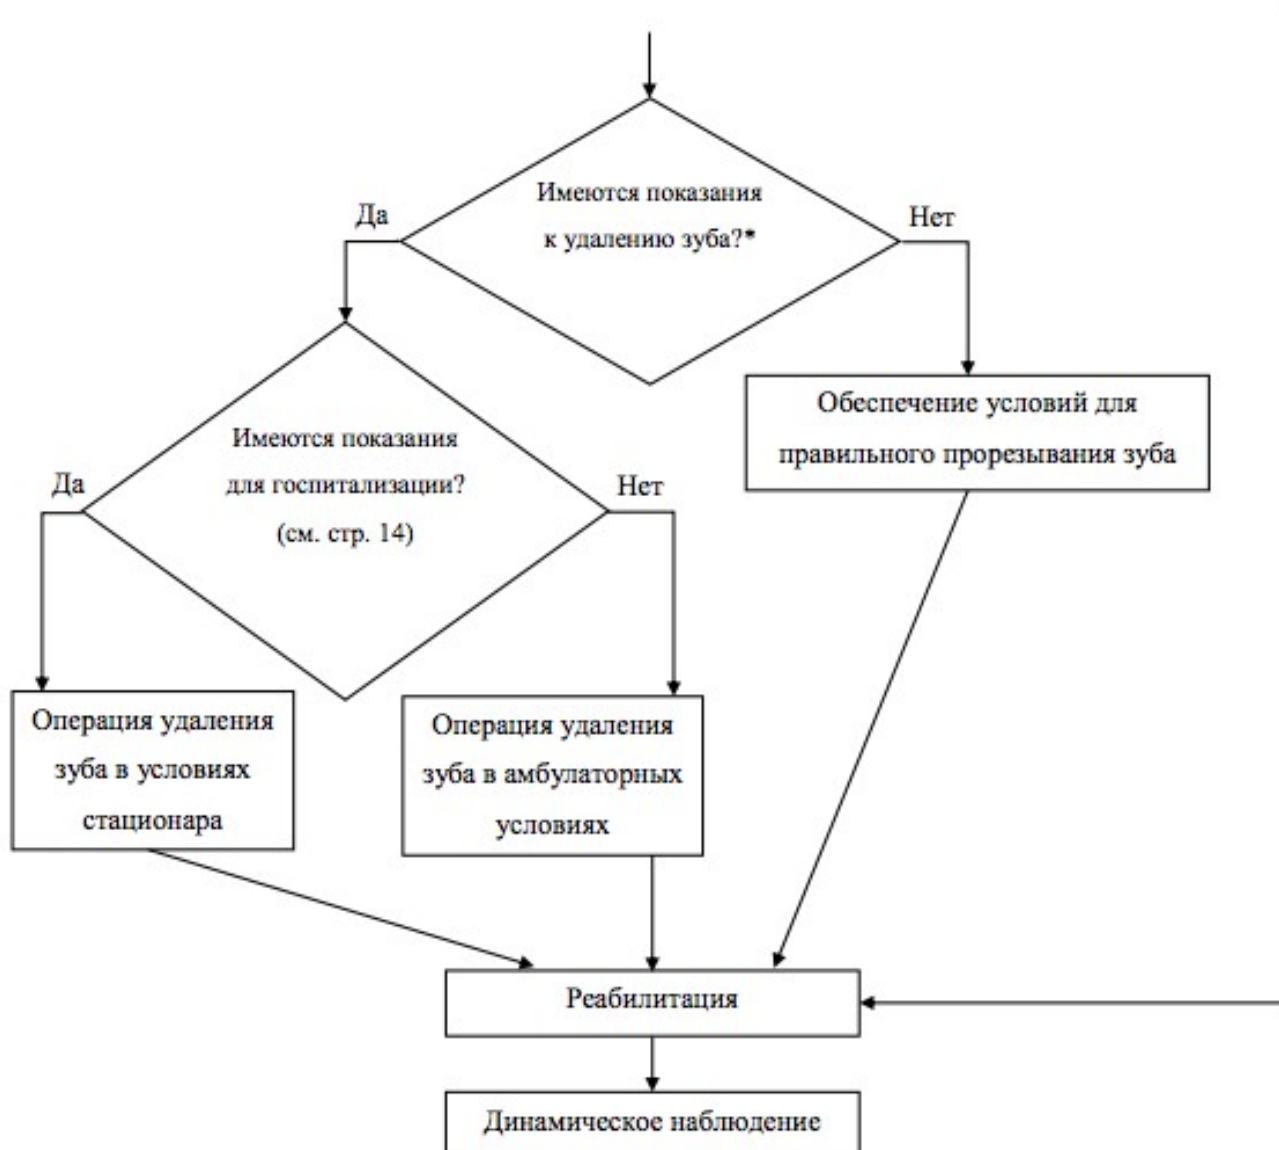 Имеются показания
к удалению зуба?*
Да
Нет
Обеспечение условий для
правильного прорезывания зуба
Имеются показания
для госпитализации?
(см. стр. 14)
Да
Нет
Операция удаления
зуба в условиях
стационара
Операция удаления
зуба в амбулаторных
условиях
Реабилитация
Динамическое наблюдение